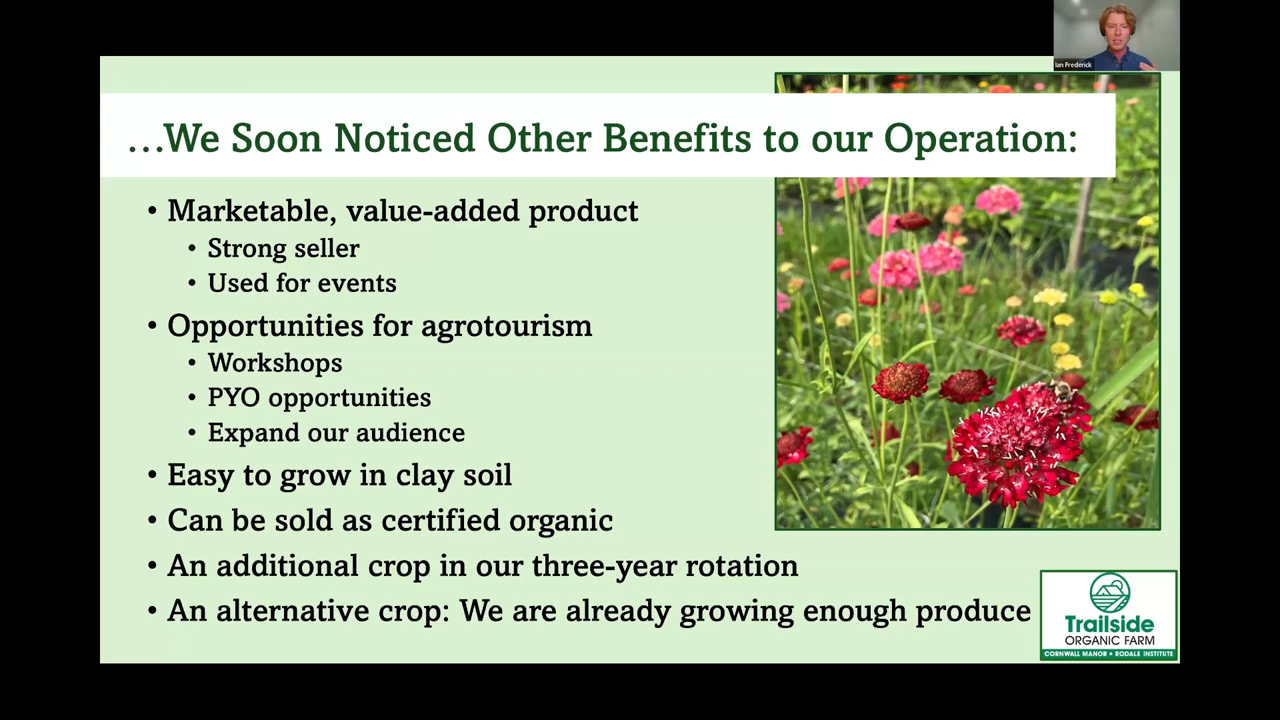 Ian Frederick
...We Soon Noticed Other Benefits to our Operation:
• Marketable, value-added product
• Strong seller
• Used for events
• Opportunities for agrotourism
• Workshops
• PYO opportunities
• Expand our audience
• Easy to grow in clay soil
• Can be sold as certified organic
• An additional crop in our three-year rotation
• An alternative crop: We are already growing enough produce
Trailside
ORGANIC FARM
CORNWALL MANOR • RODALE INSTITUTE